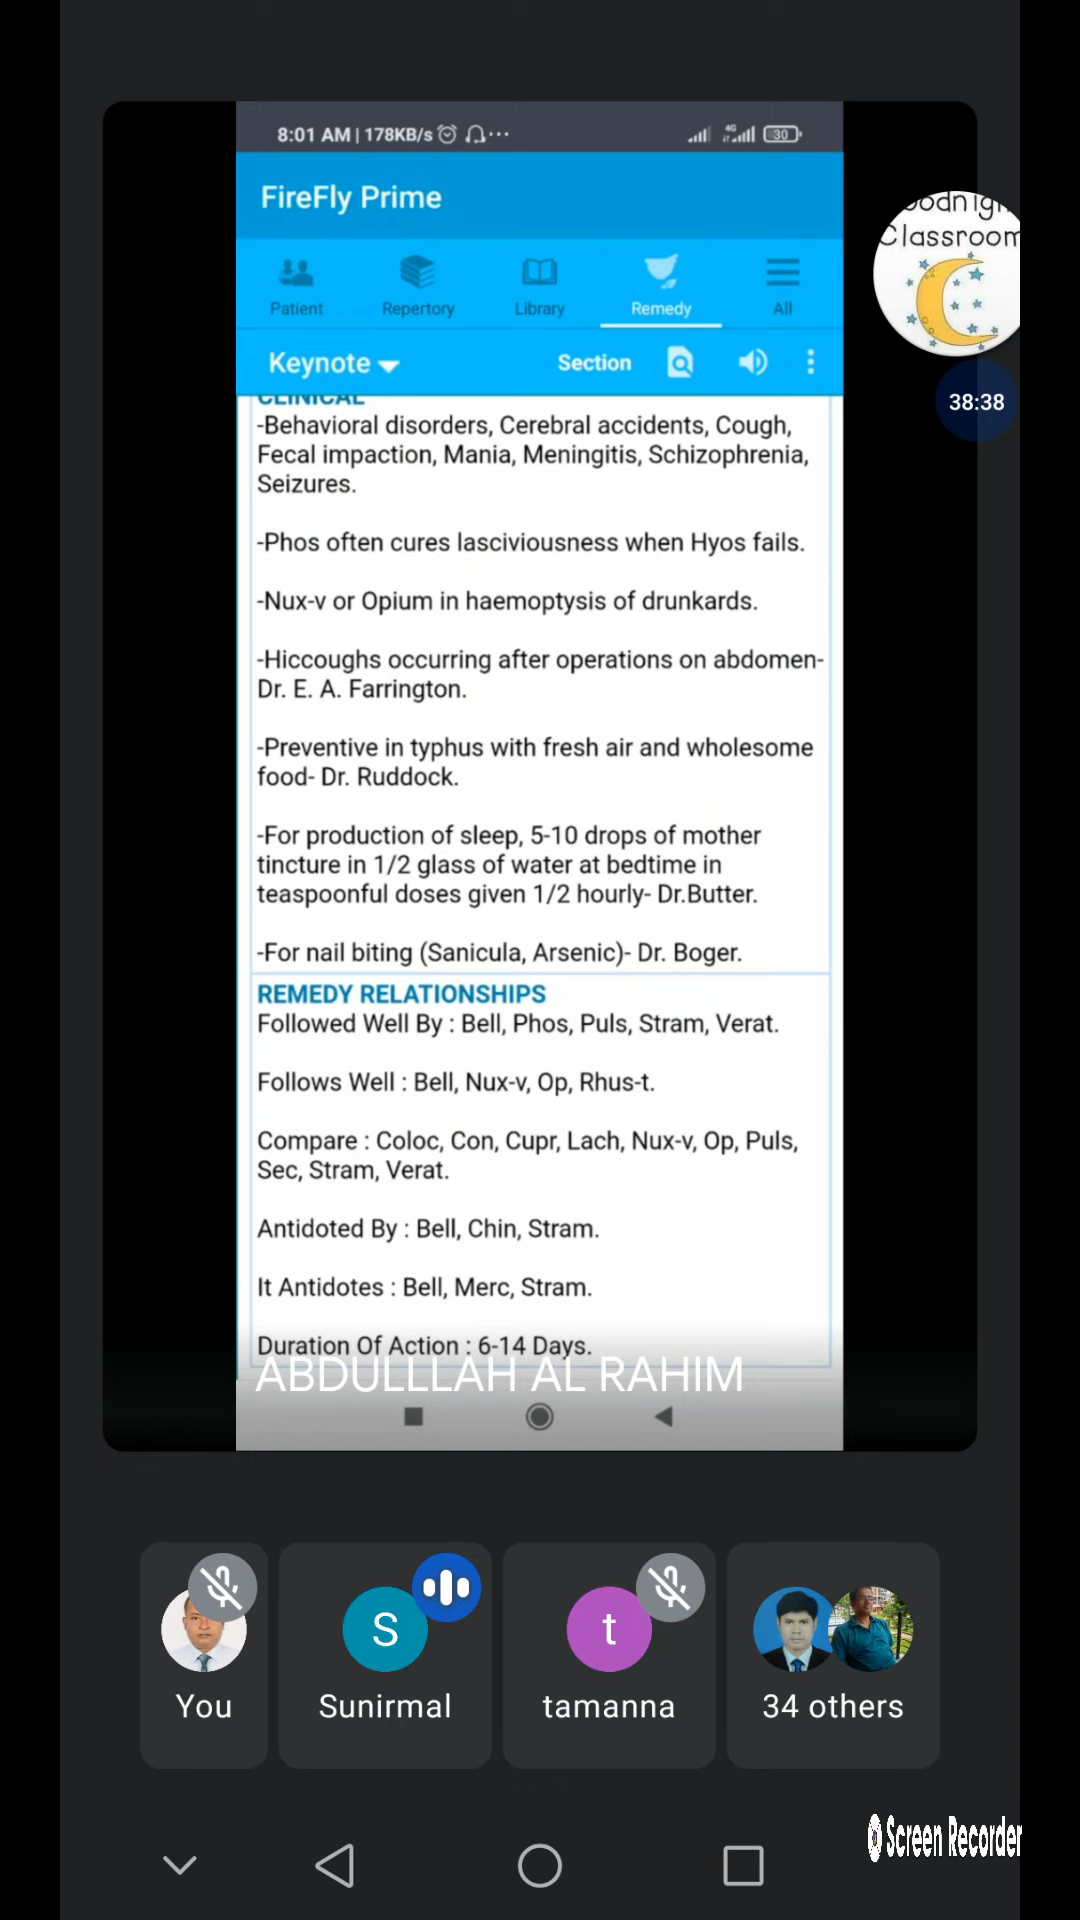 8:01 AM | 178KB/s
4G
30
FireFly Prime
Patient
Repertory
Library
Remedy
All
Classroom
Keynote
Section
38:38
CLINICAL
-Behavioral disorders, Cerebral accidents, Cough,
Fecal impaction, Mania, Meningitis, Schizophrenia,
Seizures.
-Phos often cures lasciviousness when Hyos fails.
-Nux-v or Opium in haemoptysis of drunkards.
-Hiccoughs occurring after operations on abdomen-
Dr. E. A. Farrington.
-Preventive in typhus with fresh air and wholesome
food- Dr. Ruddock.
-For production of sleep, 5-10 drops of mother
tincture in 1/2 glass of water at bedtime in
teaspoonful doses given 1/2 hourly- Dr.Butter.
-For nail biting (Sanicula, Arsenic)- Dr. Boger.
REMEDY RELATIONSHIPS
Followed Well By : Bell, Phos, Puls, Stram, Verat.
Follows Well : Bell, Nux-v, Op, Rhus-t.
Compare : Coloc, Con, Cupr, Lach, Nux-v, Op, Puls,
Sec, Stram, Verat.
Antidoted By : Bell, Chin, Stram.
It Antidotes : Bell, Merc, Stram.
Duration Of Action : 6-14 Days.
ABDULLLAH AL RAHIM
S
t
You
Sunirmal
tamanna
34 others
Screen Recorder